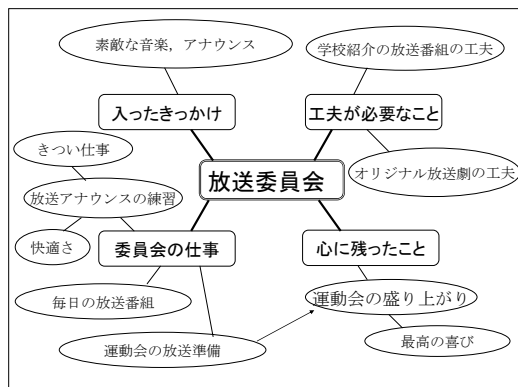 素敵な音楽，アナウンス
学校紹介の放送番組の工夫
入ったきっかけ
工夫が必要なこと
きつい仕事
放送委員会
オリジナル放送劇の工夫
放送アナウンスの練習
快適さ
委員会の仕事
心に残ったこと
毎日の放送番組
運動会の盛り上がり
運動会の放送準備
最高の喜び